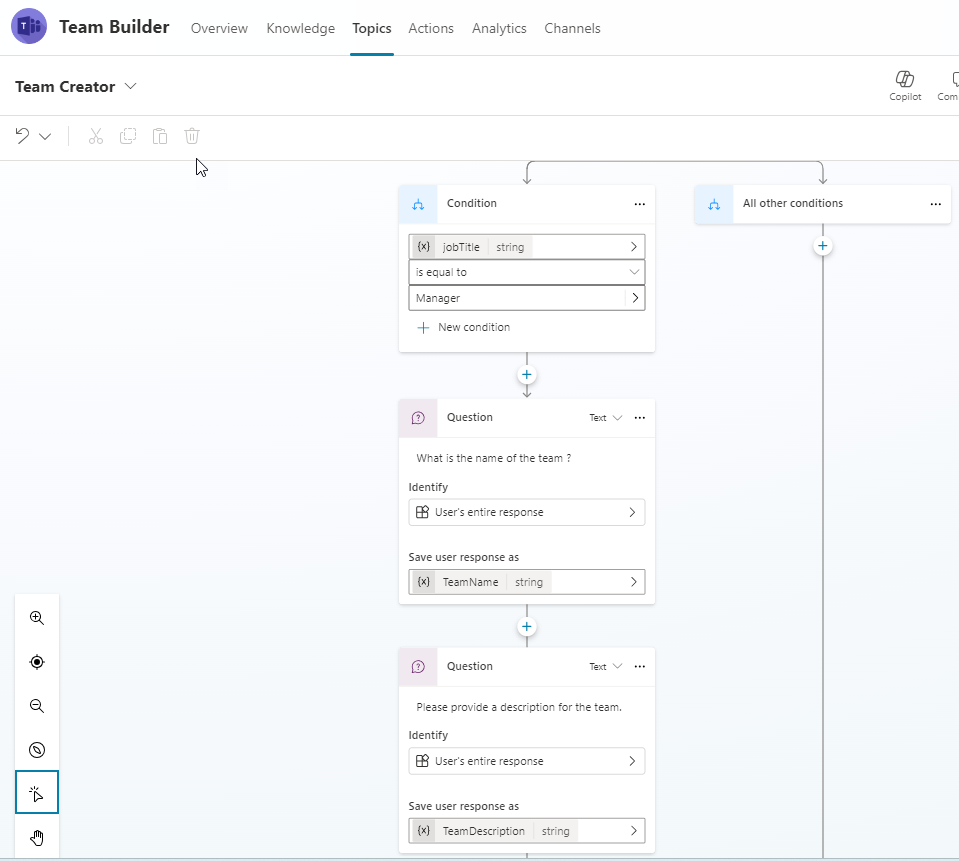 T
Team Builder Overview Knowledge Topics Actions Analytics Channels
Team Creator
Copilot Com
Condition
All other conditions
{x} jobTitle string
is equal to
Manager
New condition
Question Text
What is the name of the team ?
Identify
User's entire response
Save user response as
{x} TeamName string
Question Text
Please provide a description for the team.
Identify
User's entire response
Save user response as
{x} TeamDescription string